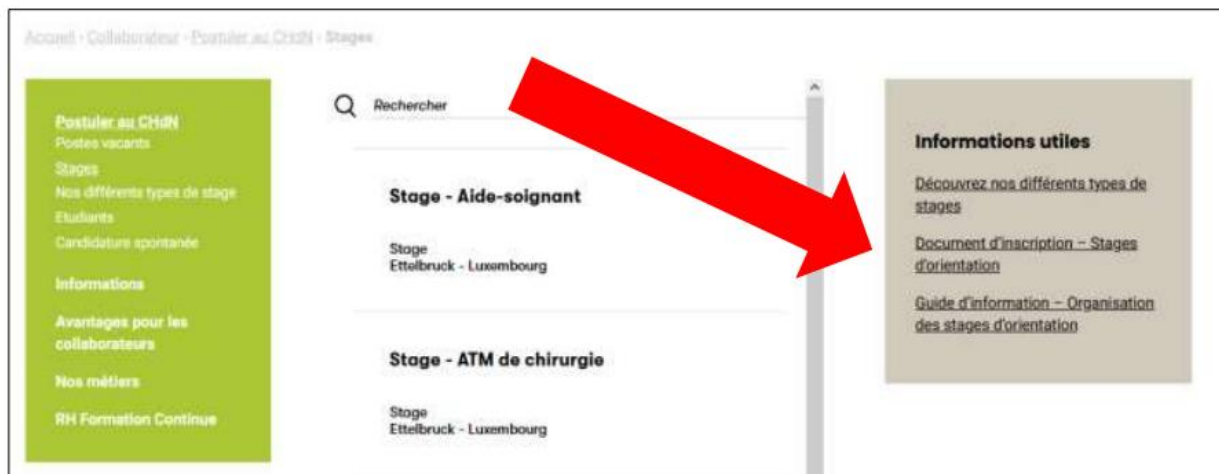 Accueil › Collaborateur › Postuler au CHdN › Stages
Postuler au CHdN
Postes vacants
Stages
Nos différents types de stage
Etudiants
Candidature spontanée
Informations
Avantages pour les
collaborateurs
Nos métiers
RH Formation Continue
Rechercher
Stage - Aide-soignant
Stage
Ettelbruck - Luxembourg
Stage - ATM de chirurgie
Stage
Ettelbruck - Luxembourg
Informations utiles
Découvrez nos différents types de
stages
Document d'inscription – Stages
d'orientation
Guide d'information – Organisation
des stages d'orientation